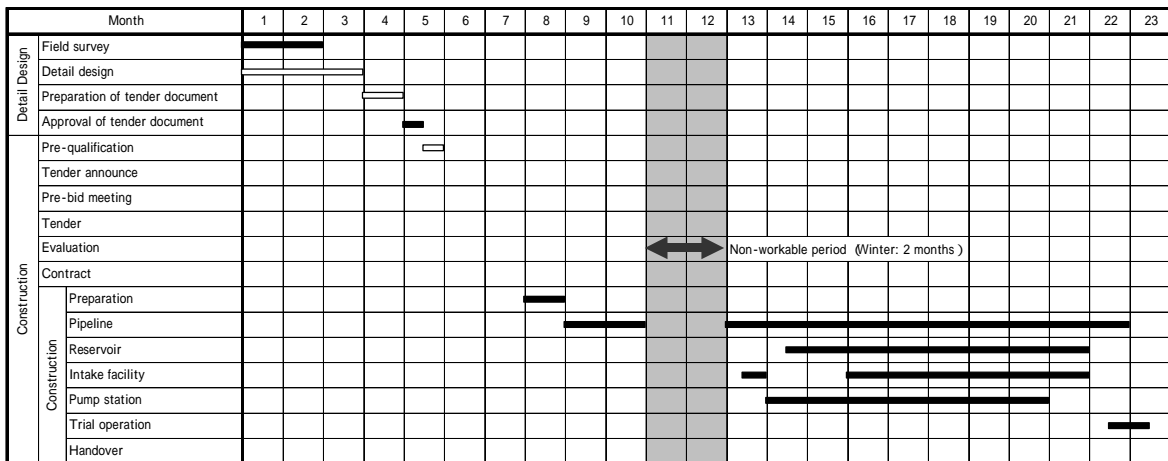 Month 1 2 3 4 5 6 7 8 9 10 11 12 13 14 15 16 17 18 19 20 21 22 23
Detail Design
Field survey
Detail design
Preparation of tender document
Approval of tender document
Construction
Pre-qualification
Tender announce
Pre-bid meeting
Tender
Evaluation
Non-workable period (Winter: 2 months)
Contract
Construction
Preparation
Pipeline
Reservoir
Intake facility
Pump station
Trial operation
Handover